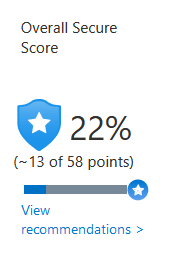 Overall Secure
Score
22%
(~13 of 58 points)
View
recommendations >